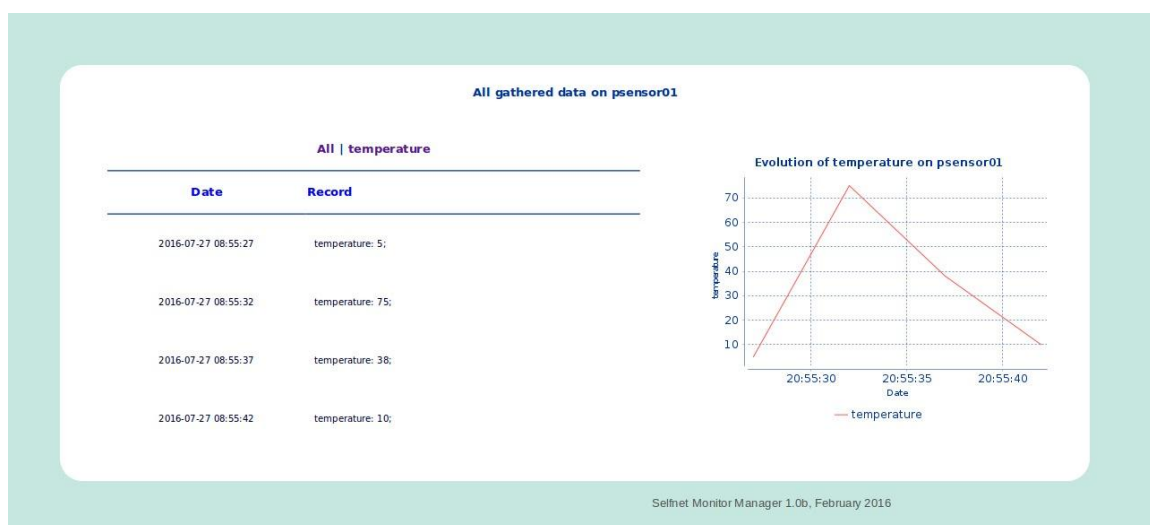 All gathered data on psensor01
All | temperature
Date Record
2016-07-27 08:55:27 temperature: 5;
2016-07-27 08:55:32 temperature: 75;
2016-07-27 08:55:37 temperature: 38;
2016-07-27 08:55:42 temperature: 10;
Evolution of temperature on psensor01
70
60
50
40
30
20
10
temperature
20:55:30 20:55:35 20:55:40
Date
temperature
Selfnet Monitor Manager 1.0b, February 2016